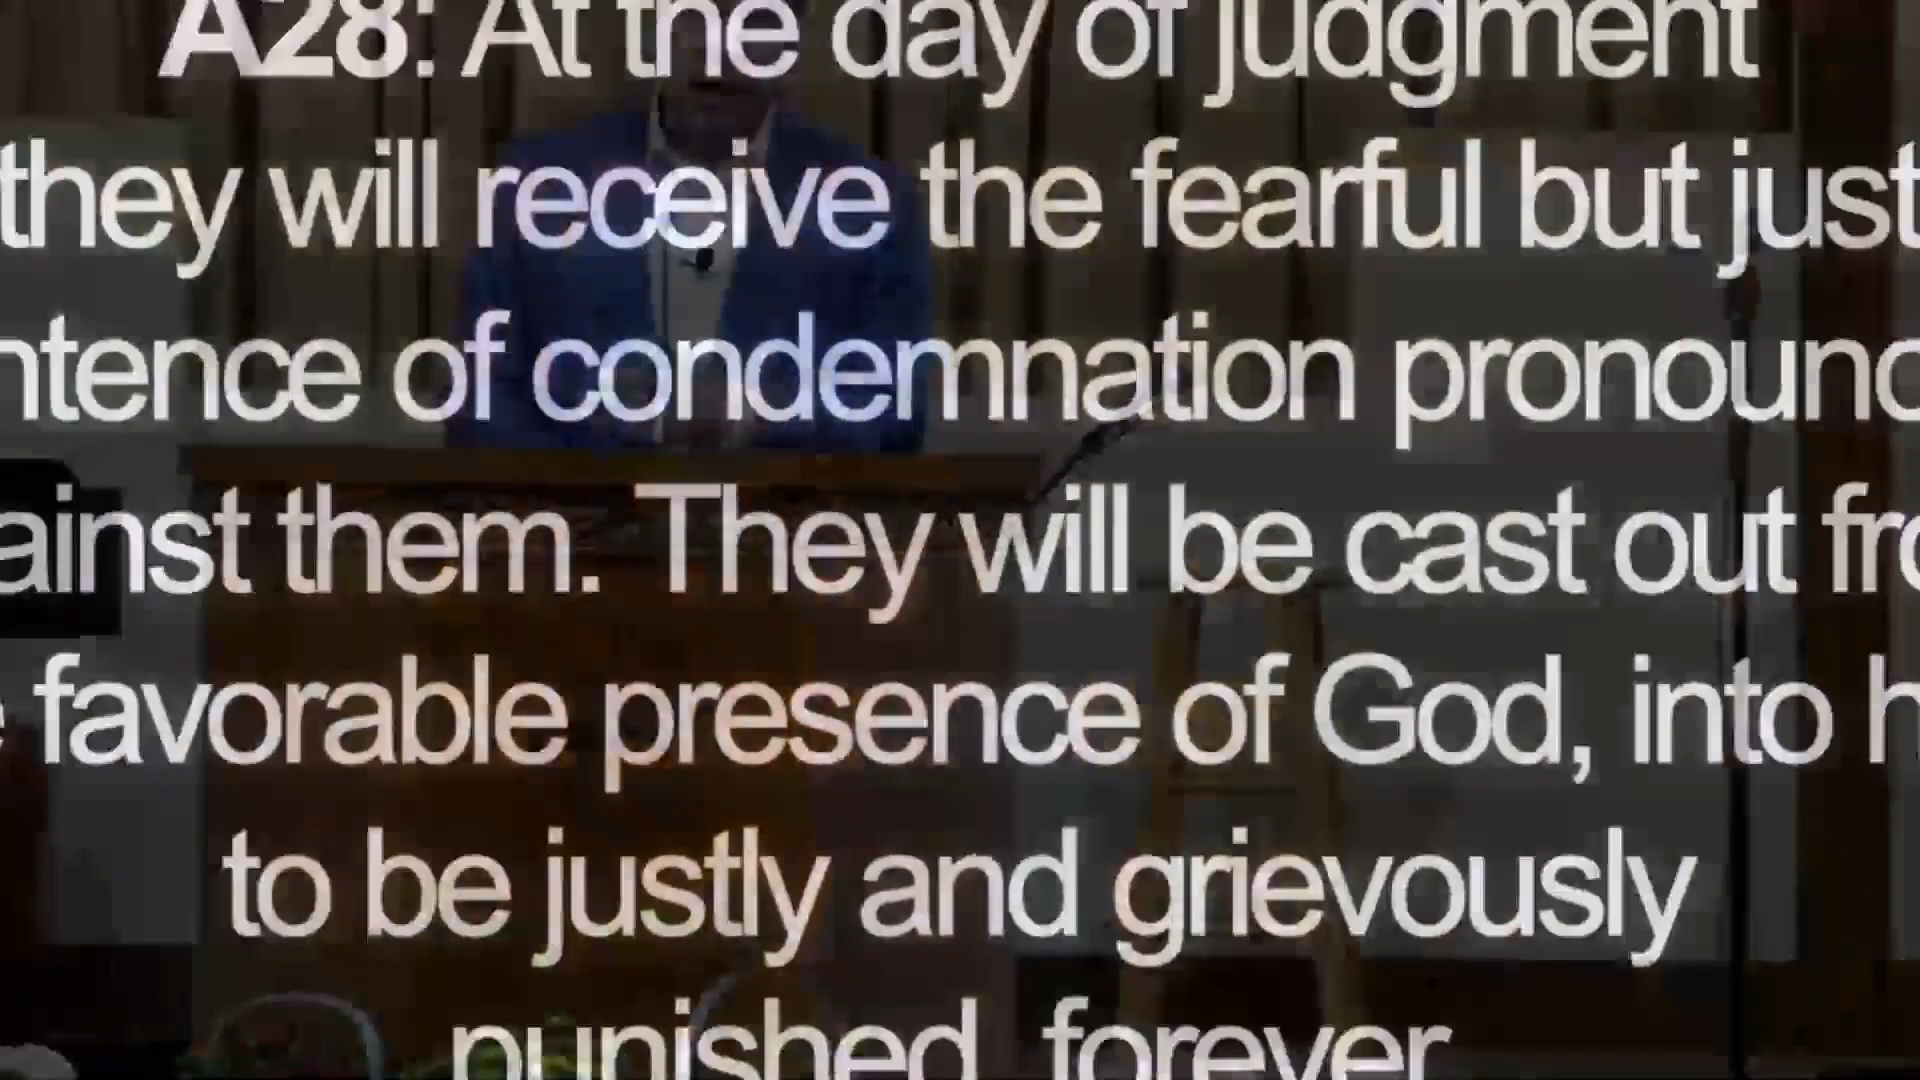 A28: At the day of judgment
they will receive the fearful but just
ntence of condemnation pronounc
ainst them. They will be cast out fro
favorable presence of God, into h
to be justly and grievously
punished, forever